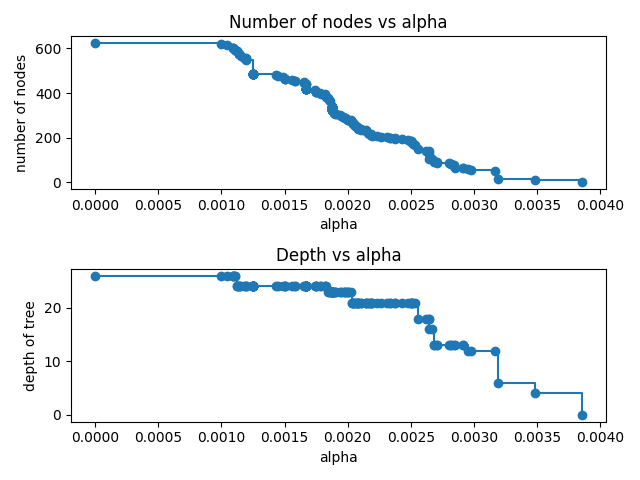 Number of nodes vs alpha
number of nodes
600
400
200
0
0.0000 0.0005 0.0010 0.0015 0.0020 0.0025 0.0030 0.0035 0.0040
alpha
Depth vs alpha
depth of tree
20
10
0
0.0000 0.0005 0.0010 0.0015 0.0020 0.0025 0.0030 0.0035 0.0040
alpha